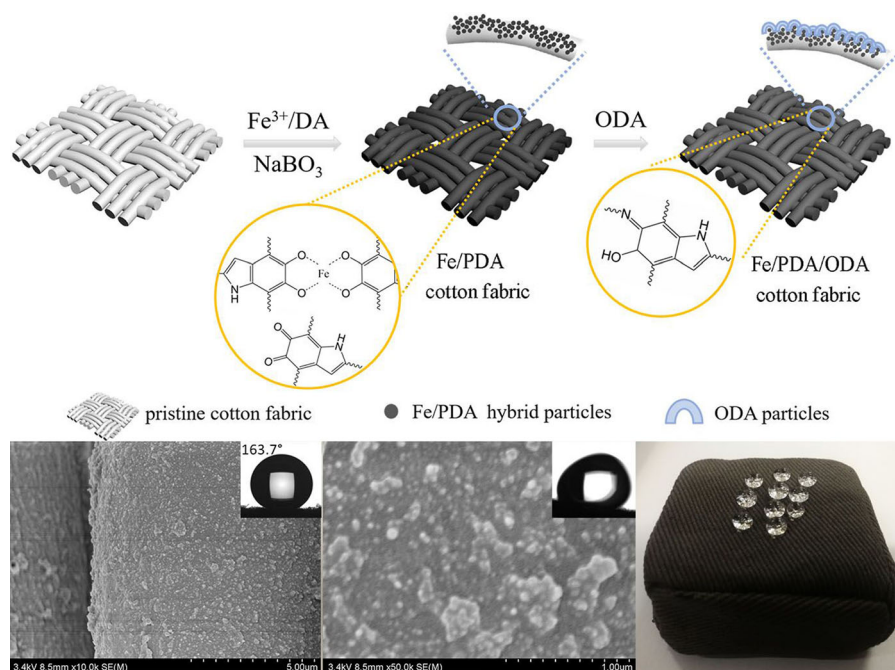 Fe³⁺/DA
NaBO₃
ODA
N
H
O
O
Fe
O
O
O
O
H
N
Fe/PDA
cotton fabric
N
H
N
HO
Fe/PDA/ODA
cotton fabric
pristine cotton fabric
Fe/PDA hybrid particles
ODA particles
163.7°
3.4kV 8.5mm x10.0k SE(M)
5.00um
3.4kV 8.5mm x50.0k SE(M)
1.00um